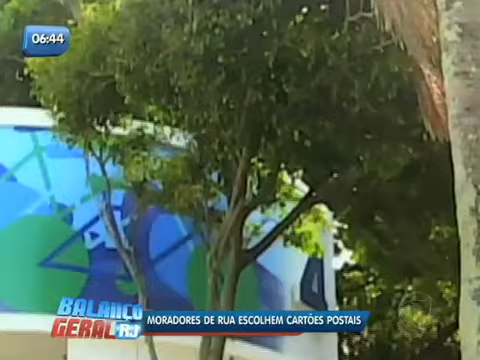 06:44
BALANÇO
GERAL RJ
MORADORES DE RUA ESCOLHEM CARTÕES POSTAIS